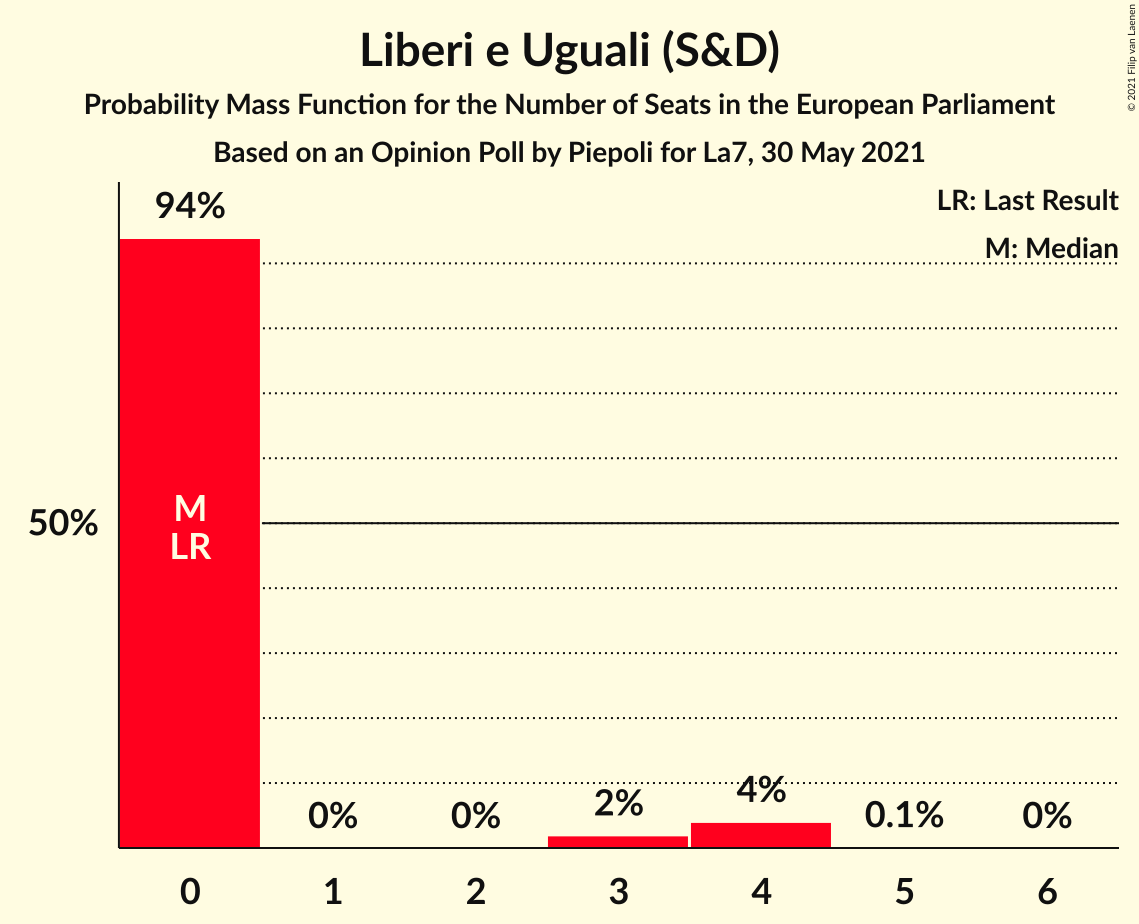 Liberi e Uguali (S&D)
Probability Mass Function for the Number of Seats in the European Parliament
Based on an Opinion Poll by Piepoli for La7, 30 May 2021
© 2021 Filip van Laenen
LR: Last Result
M: Median
94%
50%
M
LR
0%
0%
2%
4%
0.1%
0%
0
1
2
3
4
5
6